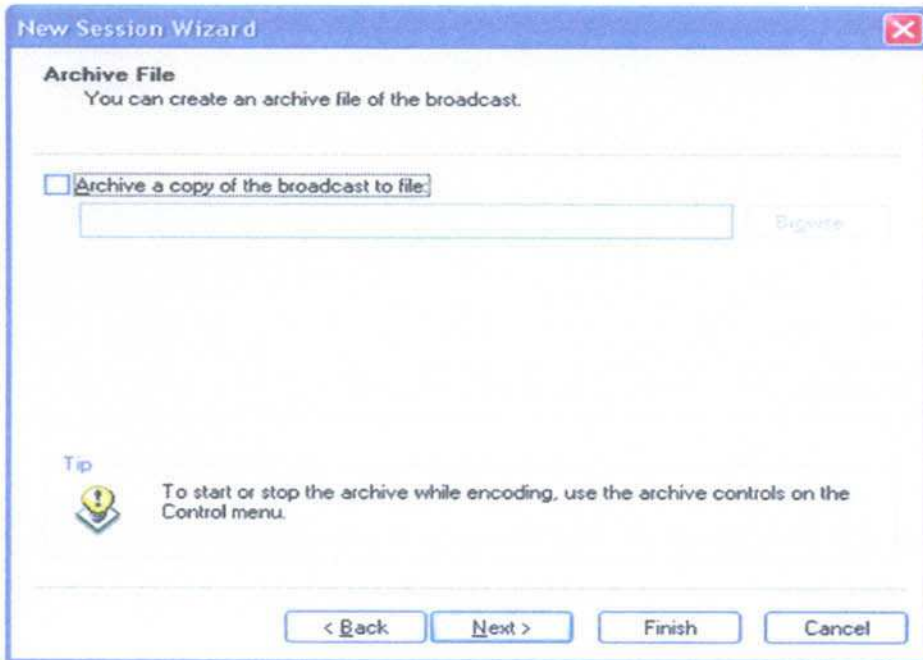 New Session Wizard
Archive File
You can create an archive file of the broadcast.
Archive a copy of the broadcast to file:
Browse...
Tip
To start or stop the archive while encoding, use the archive controls on the
Control menu.
< Back
Next >
Finish
Cancel